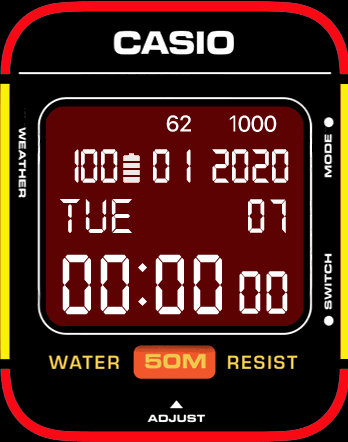 CASIO
WEATHER
62 1000
100 01 2020
TUE 07
00:00 00
MODE
SWITCH
WATER 50M RESIST
ADJUST